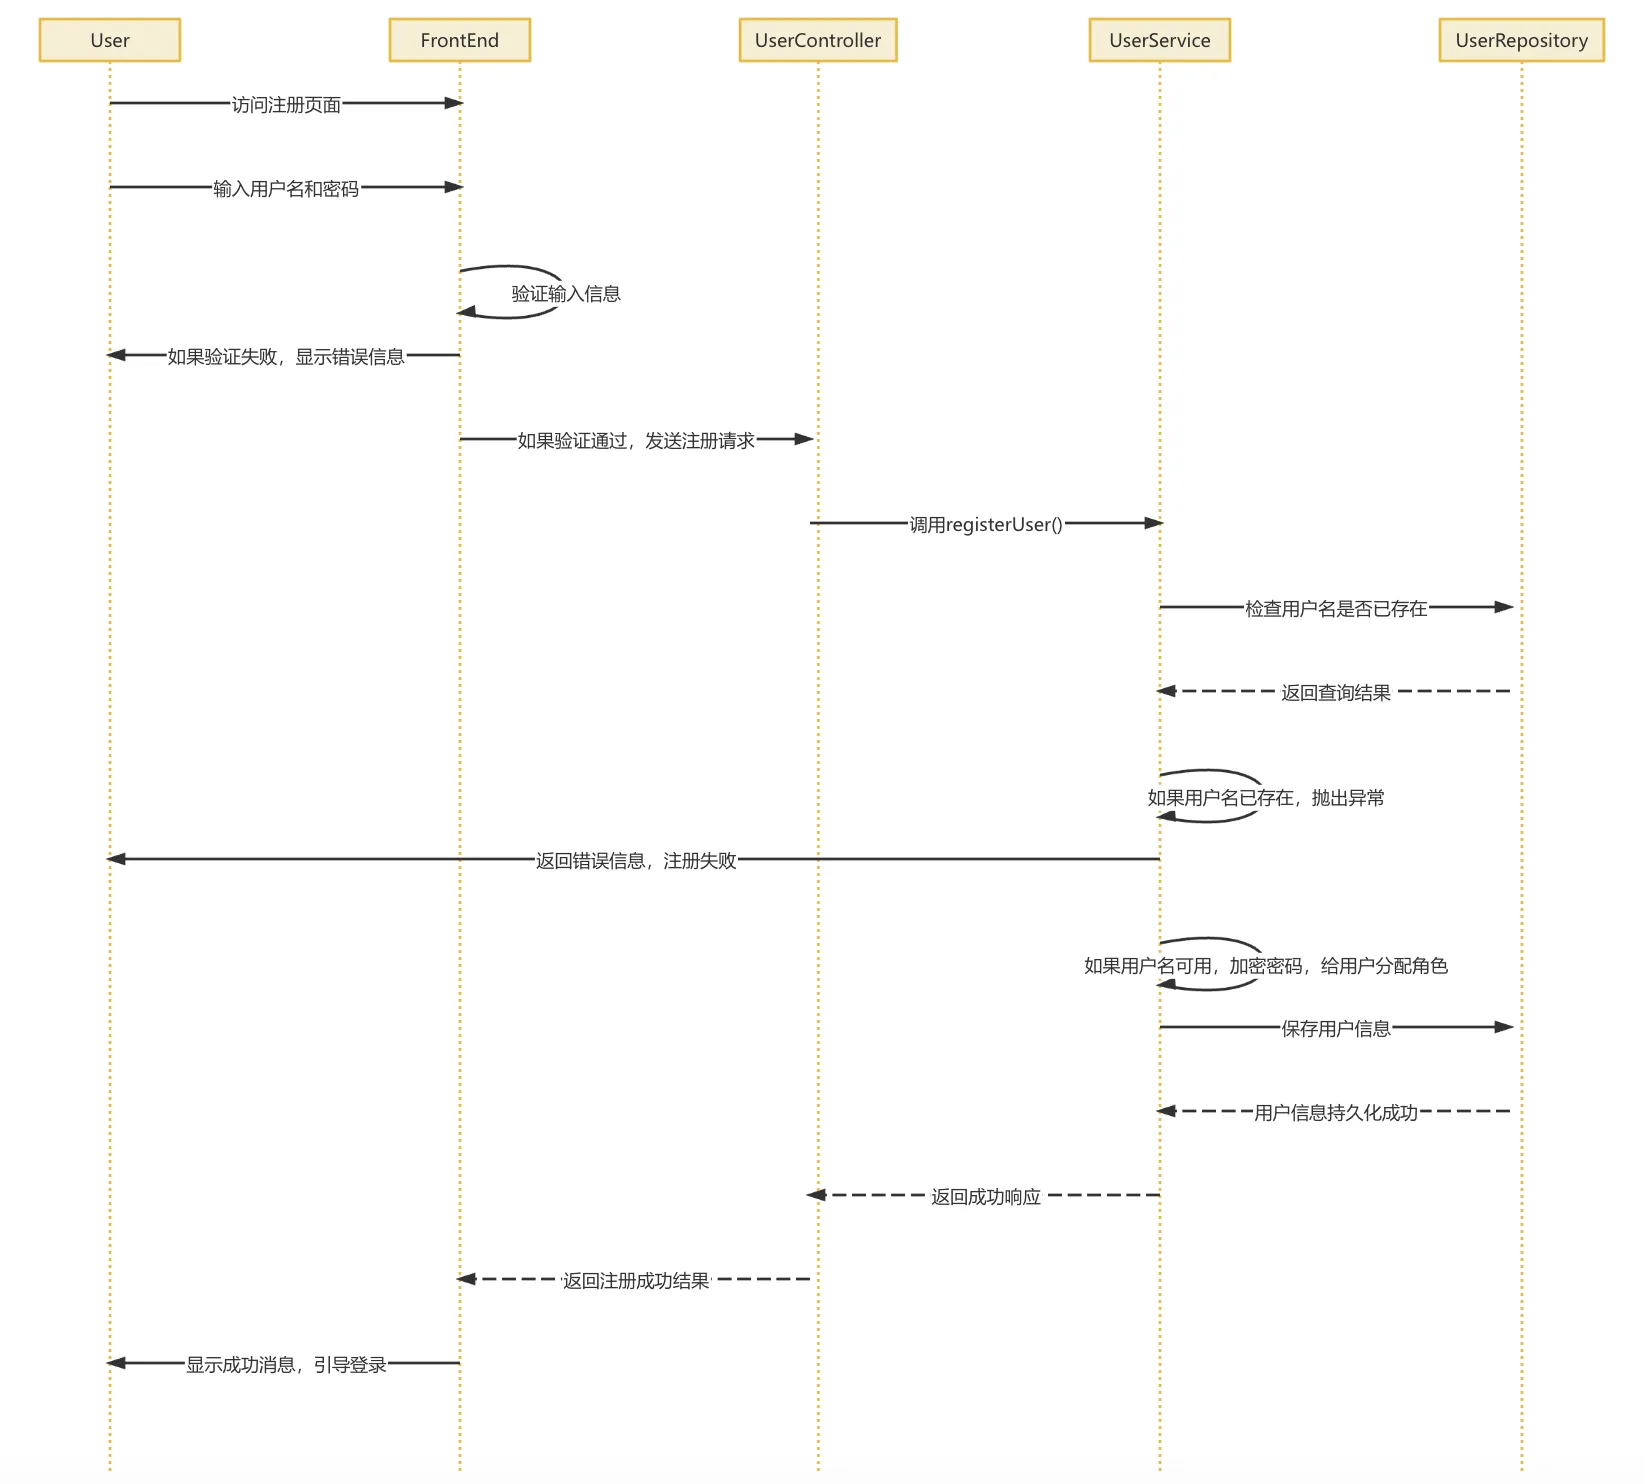 User
FrontEnd
UserController
UserService
UserRepository
访问注册页面
输入用户名和密码
验证输入信息
如果验证失败，显示错误信息
如果验证通过，发送注册请求
调用registerUser()
检查用户名是否已存在
返回查询结果
如果用户名已存在，抛出异常
返回错误信息，注册失败
如果用户名可用，加密密码，给用户分配角色
保存用户信息
用户信息持久化成功
返回成功响应
返回注册成功结果
显示成功消息，引导登录